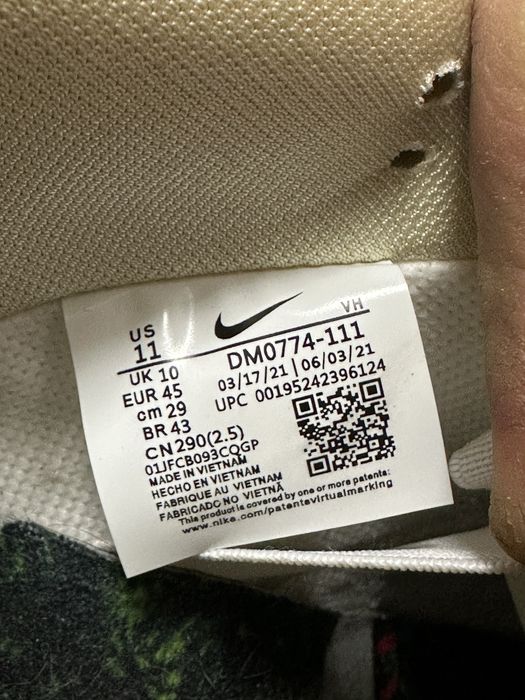 US
11
VH
DM0774-111
UK 10
03/17/21 | 06/03/21
EUR 45
UPC 00195242396124
cm 29
BR 43
CN 290(2.5)
01JFCB093CQGP
MADE IN VIETNAM
HECHO EN VIETNAM
FABRIQUE AU VIETNAM
FABRICADO NO VIETNÃ
This product is covered by one or more patents:
www.nike.com/patentsvirtualmarking